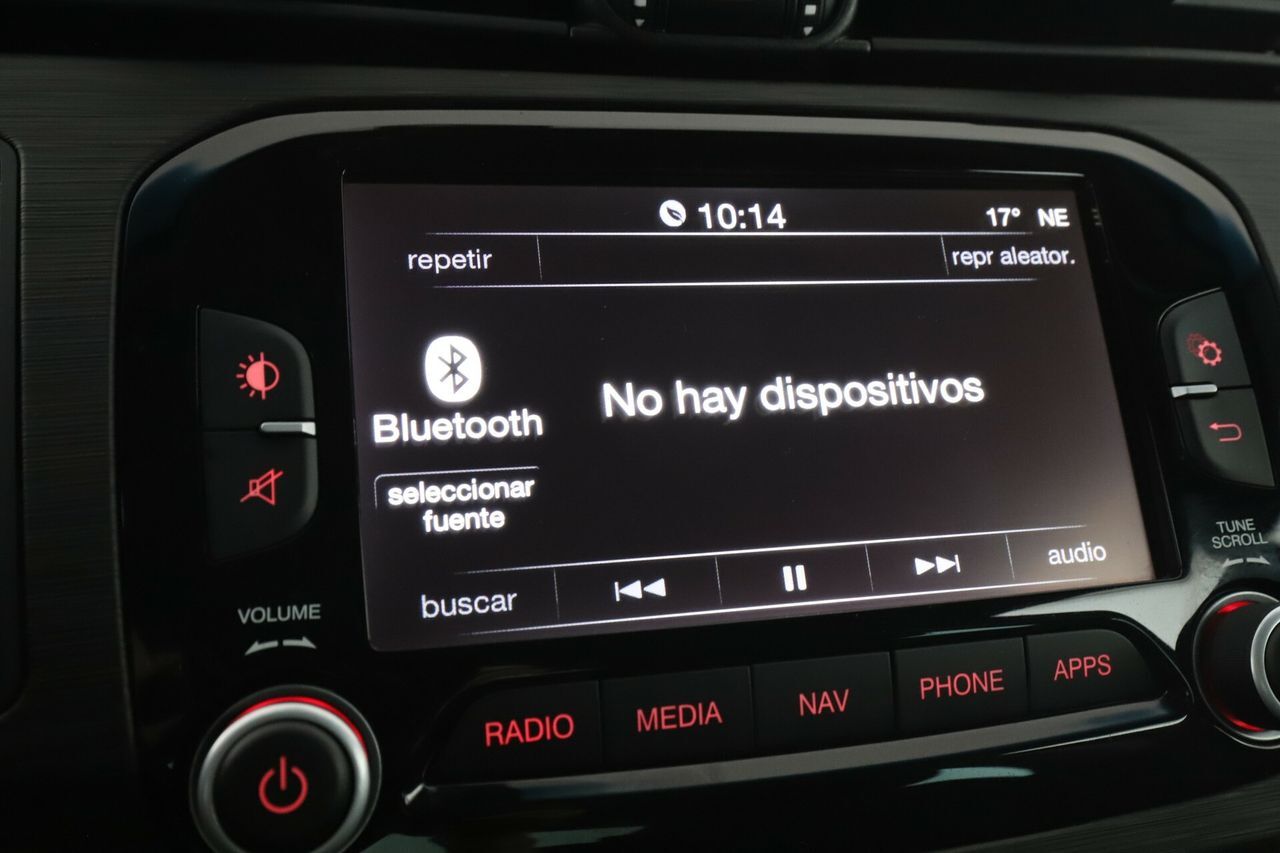 10:14
17° NE
repetir
repr aleator.
Bluetooth
No hay dispositivos
seleccionar
fuente
buscar
audio
VOLUME
TUNE
SCROLL
RADIO
MEDIA
NAV
PHONE
APPS